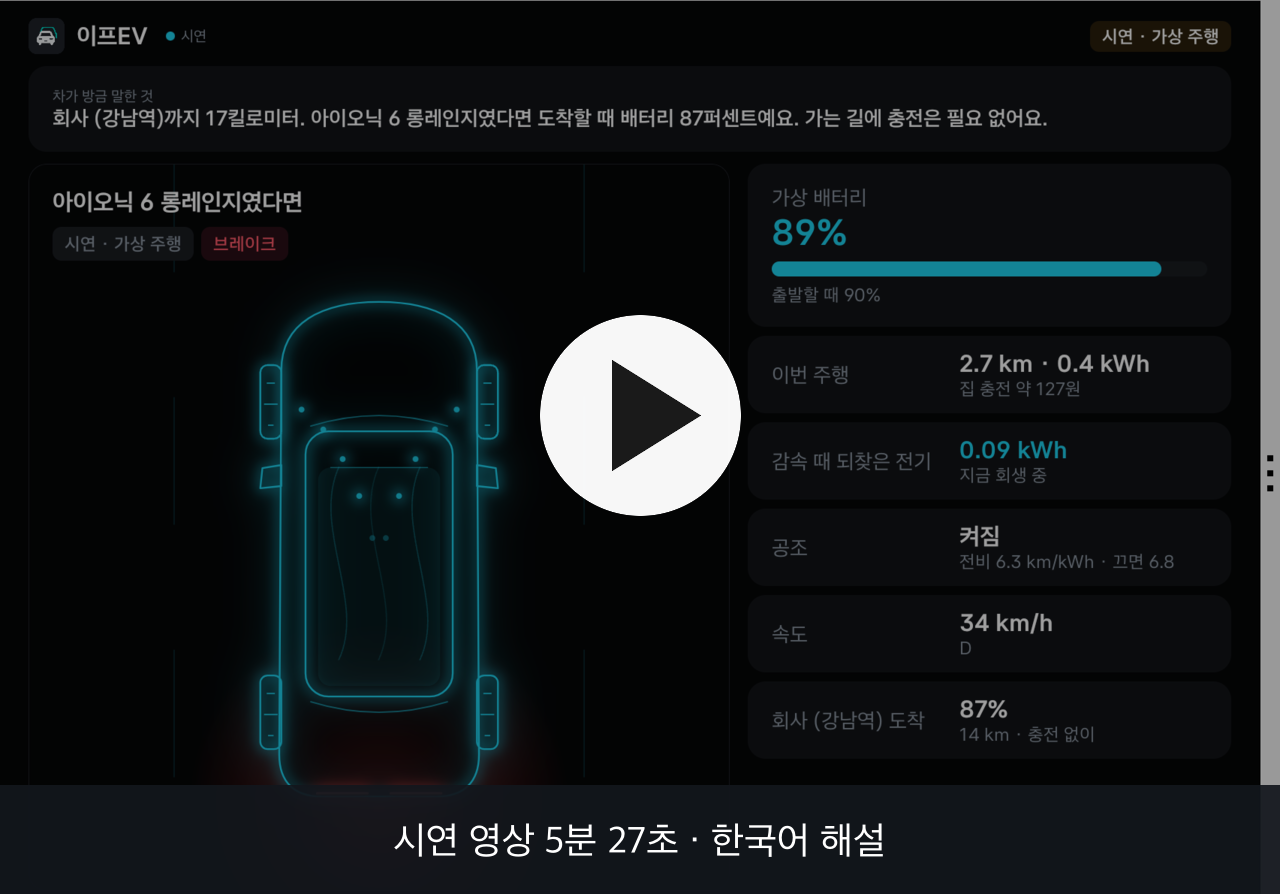 이프EV
시연
시연 · 가상 주행
차가 방금 말한 것
회사 (강남역)까지 17킬로미터. 아이오닉 6 롱레인지였다면 도착할 때 배터리 87퍼센트예요. 가는 길에 충전은 필요 없어요.
아이오닉 6 롱레인지였다면
시연 · 가상 주행
브레이크
가상 배터리
89%
출발할 때 90%
이번 주행
2.7 km · 0.4 kWh
집 충전 약 127원
감속 때 되찾은 전기
0.09 kWh
지금 회생 중
공조
켜짐
전비 6.3 km/kWh · 끄면 6.8
속도
34 km/h
D
회사 (강남역) 도착
87%
14 km · 충전 없이
시연 영상 5분 27초 · 한국어 해설